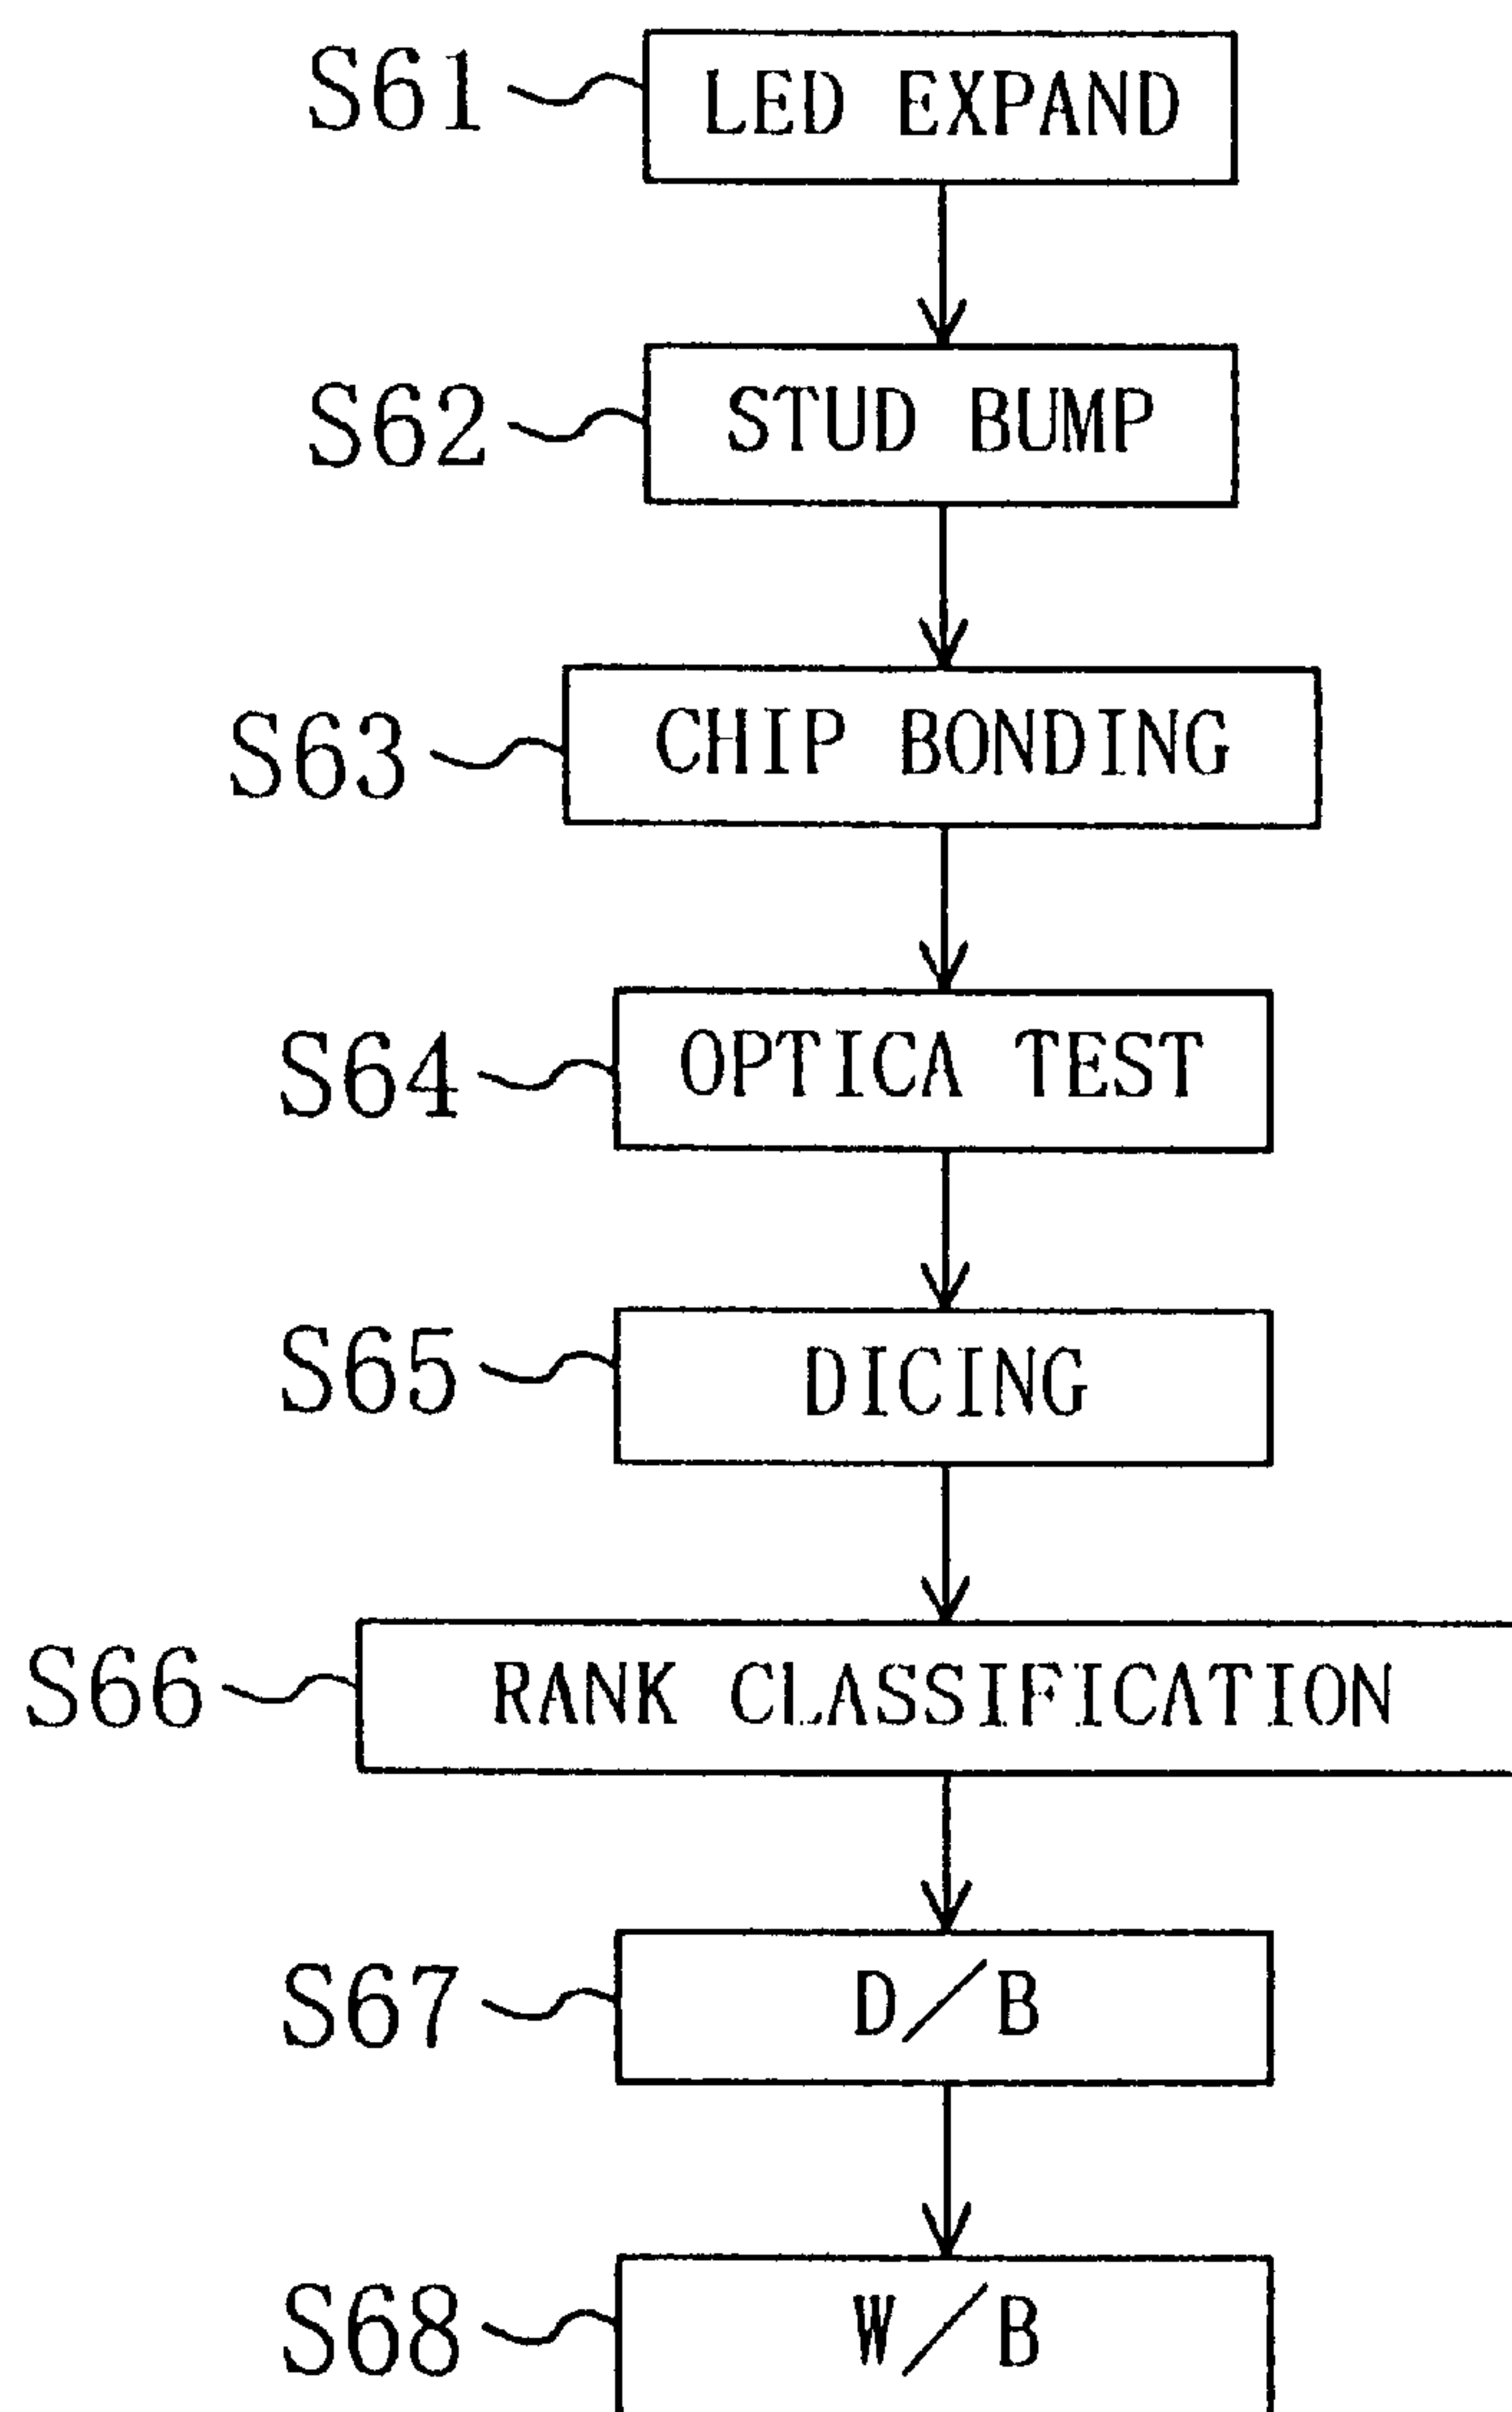 S61 LED EXPAND
S62 STUD BUMP
S63 CHIP BONDING
S64 OPTICA TEST
S65 DICING
S66 RANK CLASSIFICATION
S67 D/B
S68 W/B